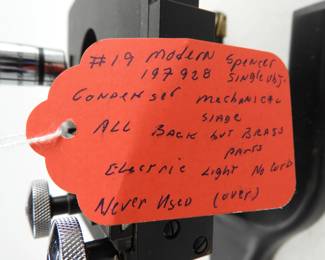 #19 Modern Spencer
197928 Single obj.
Condenser mechanical
stage
All Back but Brass
parts
Electric Light No Cord
Never Used (over)